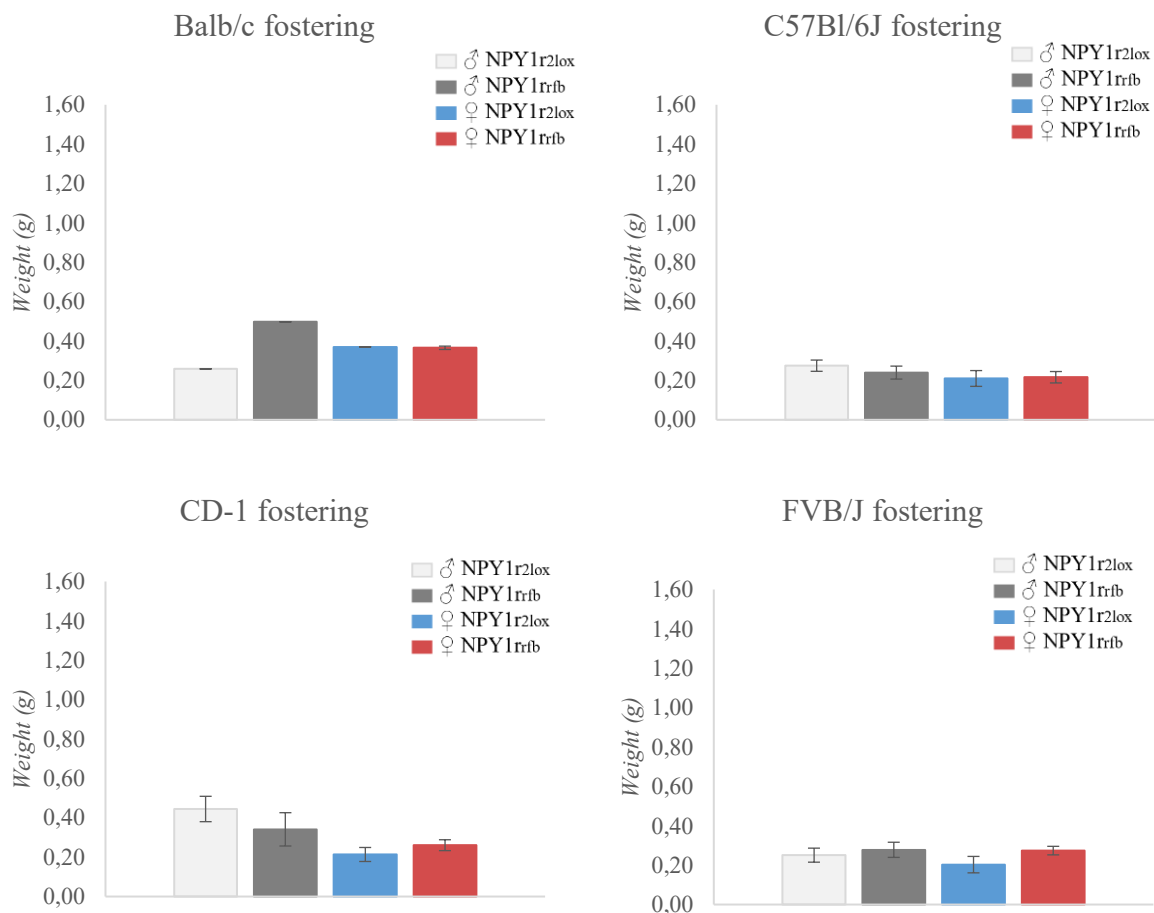 Balb/c fostering
♂ NPY1r2lox
♂ NPY1rrfb
♀ NPY1r2lox
♀ NPY1rrfb
Weight (g)
1,60
1,40
1,20
1,00
0,80
0,60
0,40
0,20
0,00
C57Bl/6J fostering
♂ NPY1r2lox
♂ NPY1rrfb
♀ NPY1r2lox
♀ NPY1rrfb
Weight (g)
1,60
1,40
1,20
1,00
0,80
0,60
0,40
0,20
0,00
CD-1 fostering
♂ NPY1r2lox
♂ NPY1rrfb
♀ NPY1r2lox
♀ NPY1rrfb
Weight (g)
1,60
1,40
1,20
1,00
0,80
0,60
0,40
0,20
0,00
FVB/J fostering
♂ NPY1r2lox
♂ NPY1rrfb
♀ NPY1r2lox
♀ NPY1rrfb
Weight (g)
1,60
1,40
1,20
1,00
0,80
0,60
0,40
0,20
0,00